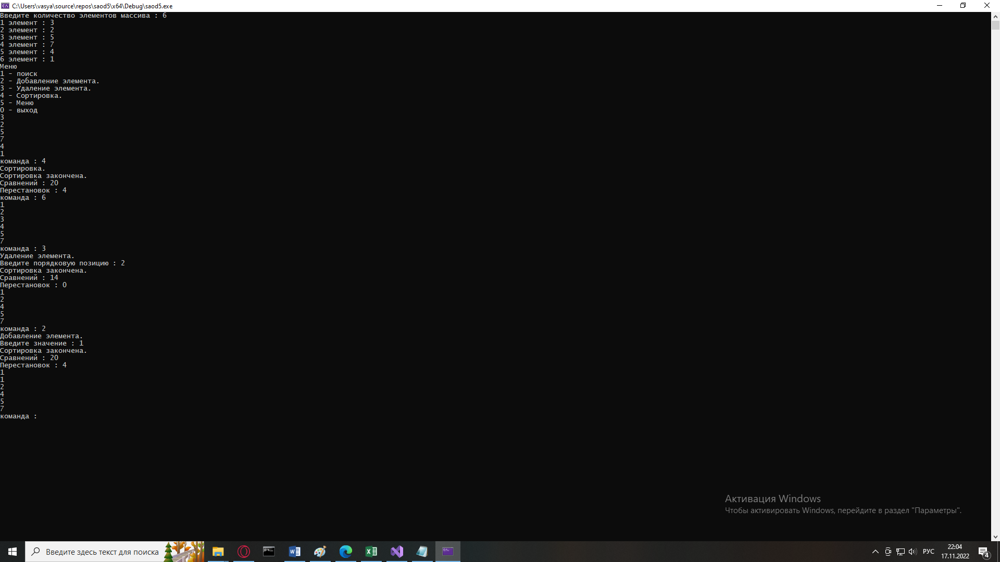 C:\Users\vasya\source\repos\saod5\x64\Debug\saod5.exe
Введите количество элементов массива : 6
1 элемент : 3
2 элемент : 2
3 элемент : 5
4 элемент : 7
5 элемент : 4
6 элемент : 1
Меню
1 - поиск
2 - Добавление элемента.
3 - Удаление элемента.
4 - Сортировка.
5 - Меню
0 - выход
3
2
5
7
4
1
команда : 4
Сортировка.
Сортировка закончена.
Сравнений : 20
Перестановок : 4
команда : 6
1
2
3
4
5
7
команда : 3
Удаление элемента.
Введите порядковую позицию : 2
Сортировка закончена.
Сравнений : 14
Перестановок : 0
1
2
4
5
7
команда : 2
Добавление элемента.
Введите значение : 1
Сортировка закончена.
Сравнений : 20
Перестановок : 4
1
1
2
4
5
7
команда :
Активация Windows
Чтобы активировать Windows, перейдите в раздел "Параметры".
Введите здесь текст для поиска
РУС
22:04
17.11.2022
4